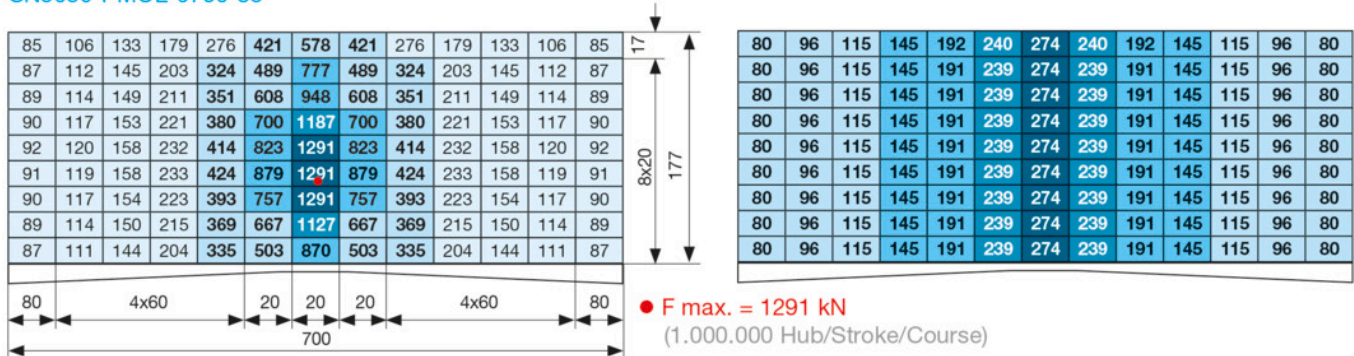 85 106 133 179 276 421 578 421 276 179 133 106 85 17 80 96 115 145 192 240 274 240 192 145 115 96 80
87 112 145 203 324 489 777 489 324 203 145 112 87 80 96 115 145 191 239 274 239 191 145 115 96 80
89 114 149 211 351 608 948 608 351 211 149 114 89 80 96 115 145 191 239 274 239 191 145 115 96 80
90 117 153 221 380 700 1187 700 380 221 153 117 90 80 96 115 145 191 239 274 239 191 145 115 96 80
92 120 158 232 414 823 1291 823 414 232 158 120 92 8x20 177 80 96 115 145 191 239 274 239 191 145 115 96 80
91 119 158 233 424 879 1291 879 424 233 158 119 91 80 96 115 145 191 239 274 239 191 145 115 96 80
90 117 154 223 393 757 1291 757 393 223 154 117 90 80 96 115 145 191 239 274 239 191 145 115 96 80
89 114 150 215 369 667 1127 667 369 215 150 114 89 80 96 115 145 191 239 274 239 191 145 115 96 80
87 111 144 204 335 503 870 503 335 204 144 111 87 80 96 115 145 191 239 274 239 191 145 115 96 80
80 4x60 20 20 20 4x60 80
F max. = 1291 kN
(1.000.000 Hub/Stroke/Course)
700